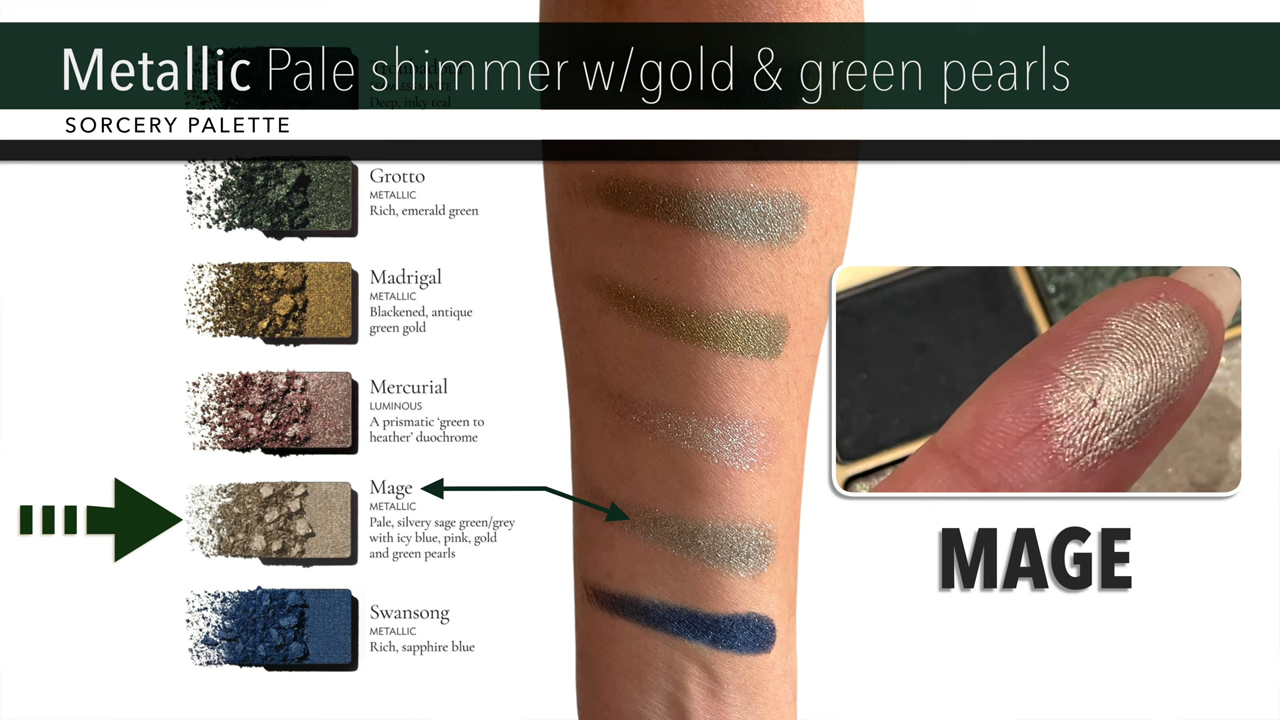 Metallic Pale shimmer w/gold & green pearls
SORCERY PALETTE
Deep, inky teal
Grotto
METALLIC
Rich, emerald green
Madrigal
METALLIC
Blackened, antique
green gold
Mercurial
LUMINOUS
A prismatic ‘green to
heather’ duochrome
Mage
METALLIC
Pale, silvery sage green/grey
with icy blue, pink, gold
and green pearls
Swansong
METALLIC
Rich, sapphire blue
MAGE